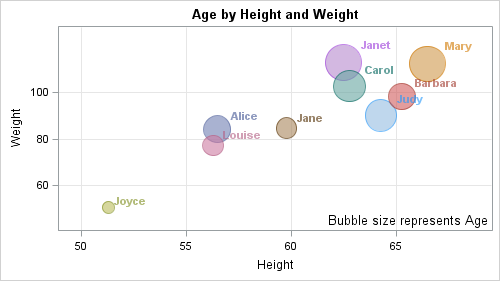 Age by Height and Weight
Janet
Mary
Carol
Barbara
Judy
Alice
Jane
Louise
Joyce
100
80
60
Weight
Bubble size represents Age
50
55
60
65
Height